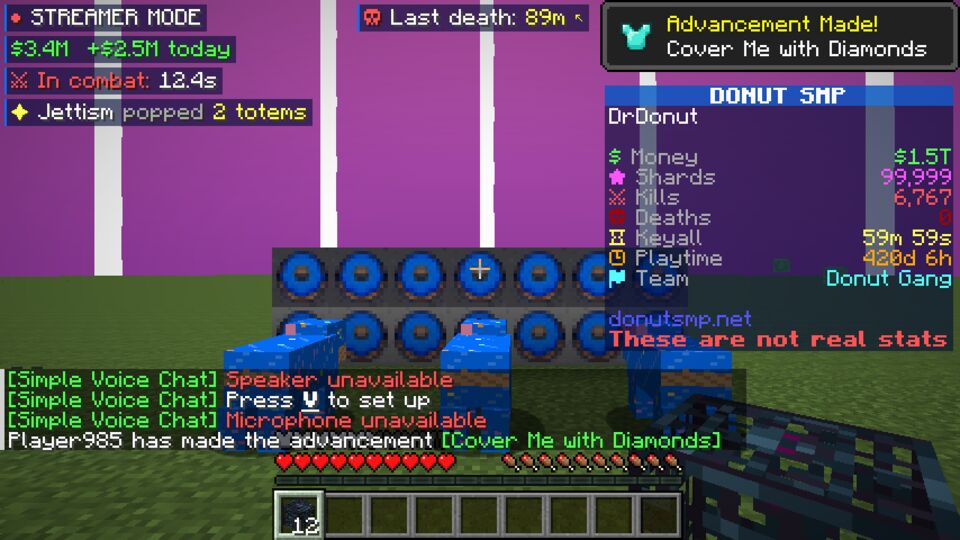 STREAMER MODE
$3.4M +$2.5M today
In combat: 12.4s
Jettism popped 2 totems
Last death: 89m
Advancement Made!
Cover Me with Diamonds
DONUT SMP
DrDonut
$ Money $1.5T
Shards 99,999
Kills 6,767
Deaths 0
Keyall 59m 59s
Playtime 420d 6h
Team Donut Gang
donutsmp.net
These are not real stats
[Simple Voice Chat] Speaker unavailable
[Simple Voice Chat] Press V to set up
[Simple Voice Chat] Microphone unavailable
Player985 has made the advancement [Cover Me with Diamonds]
12